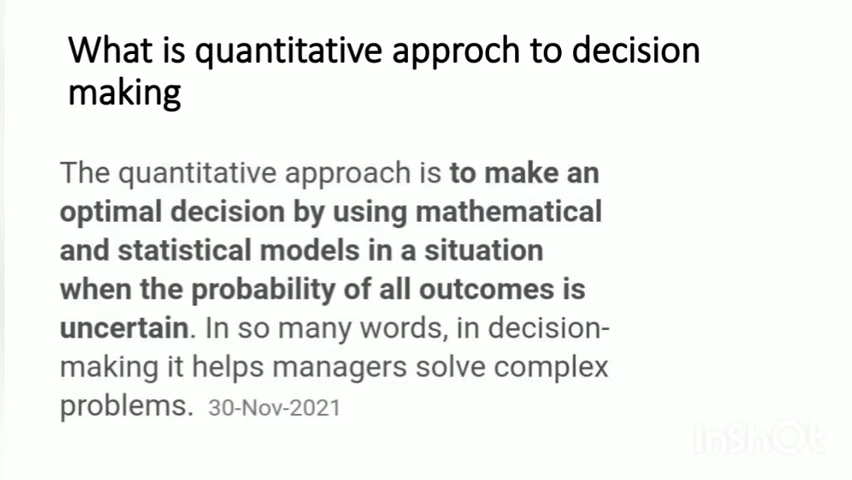 What is quantitative approch to decision
making
The quantitative approach is to make an
optimal decision by using mathematical
and statistical models in a situation
when the probability of all outcomes is
uncertain. In so many words, in decision-
making it helps managers solve complex
problems. 30-Nov-2021
InShOt